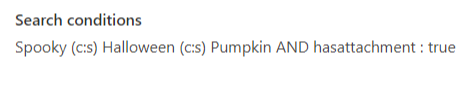 Search conditions
Spooky (c:s) Halloween (c:s) Pumpkin AND hasattachment : true